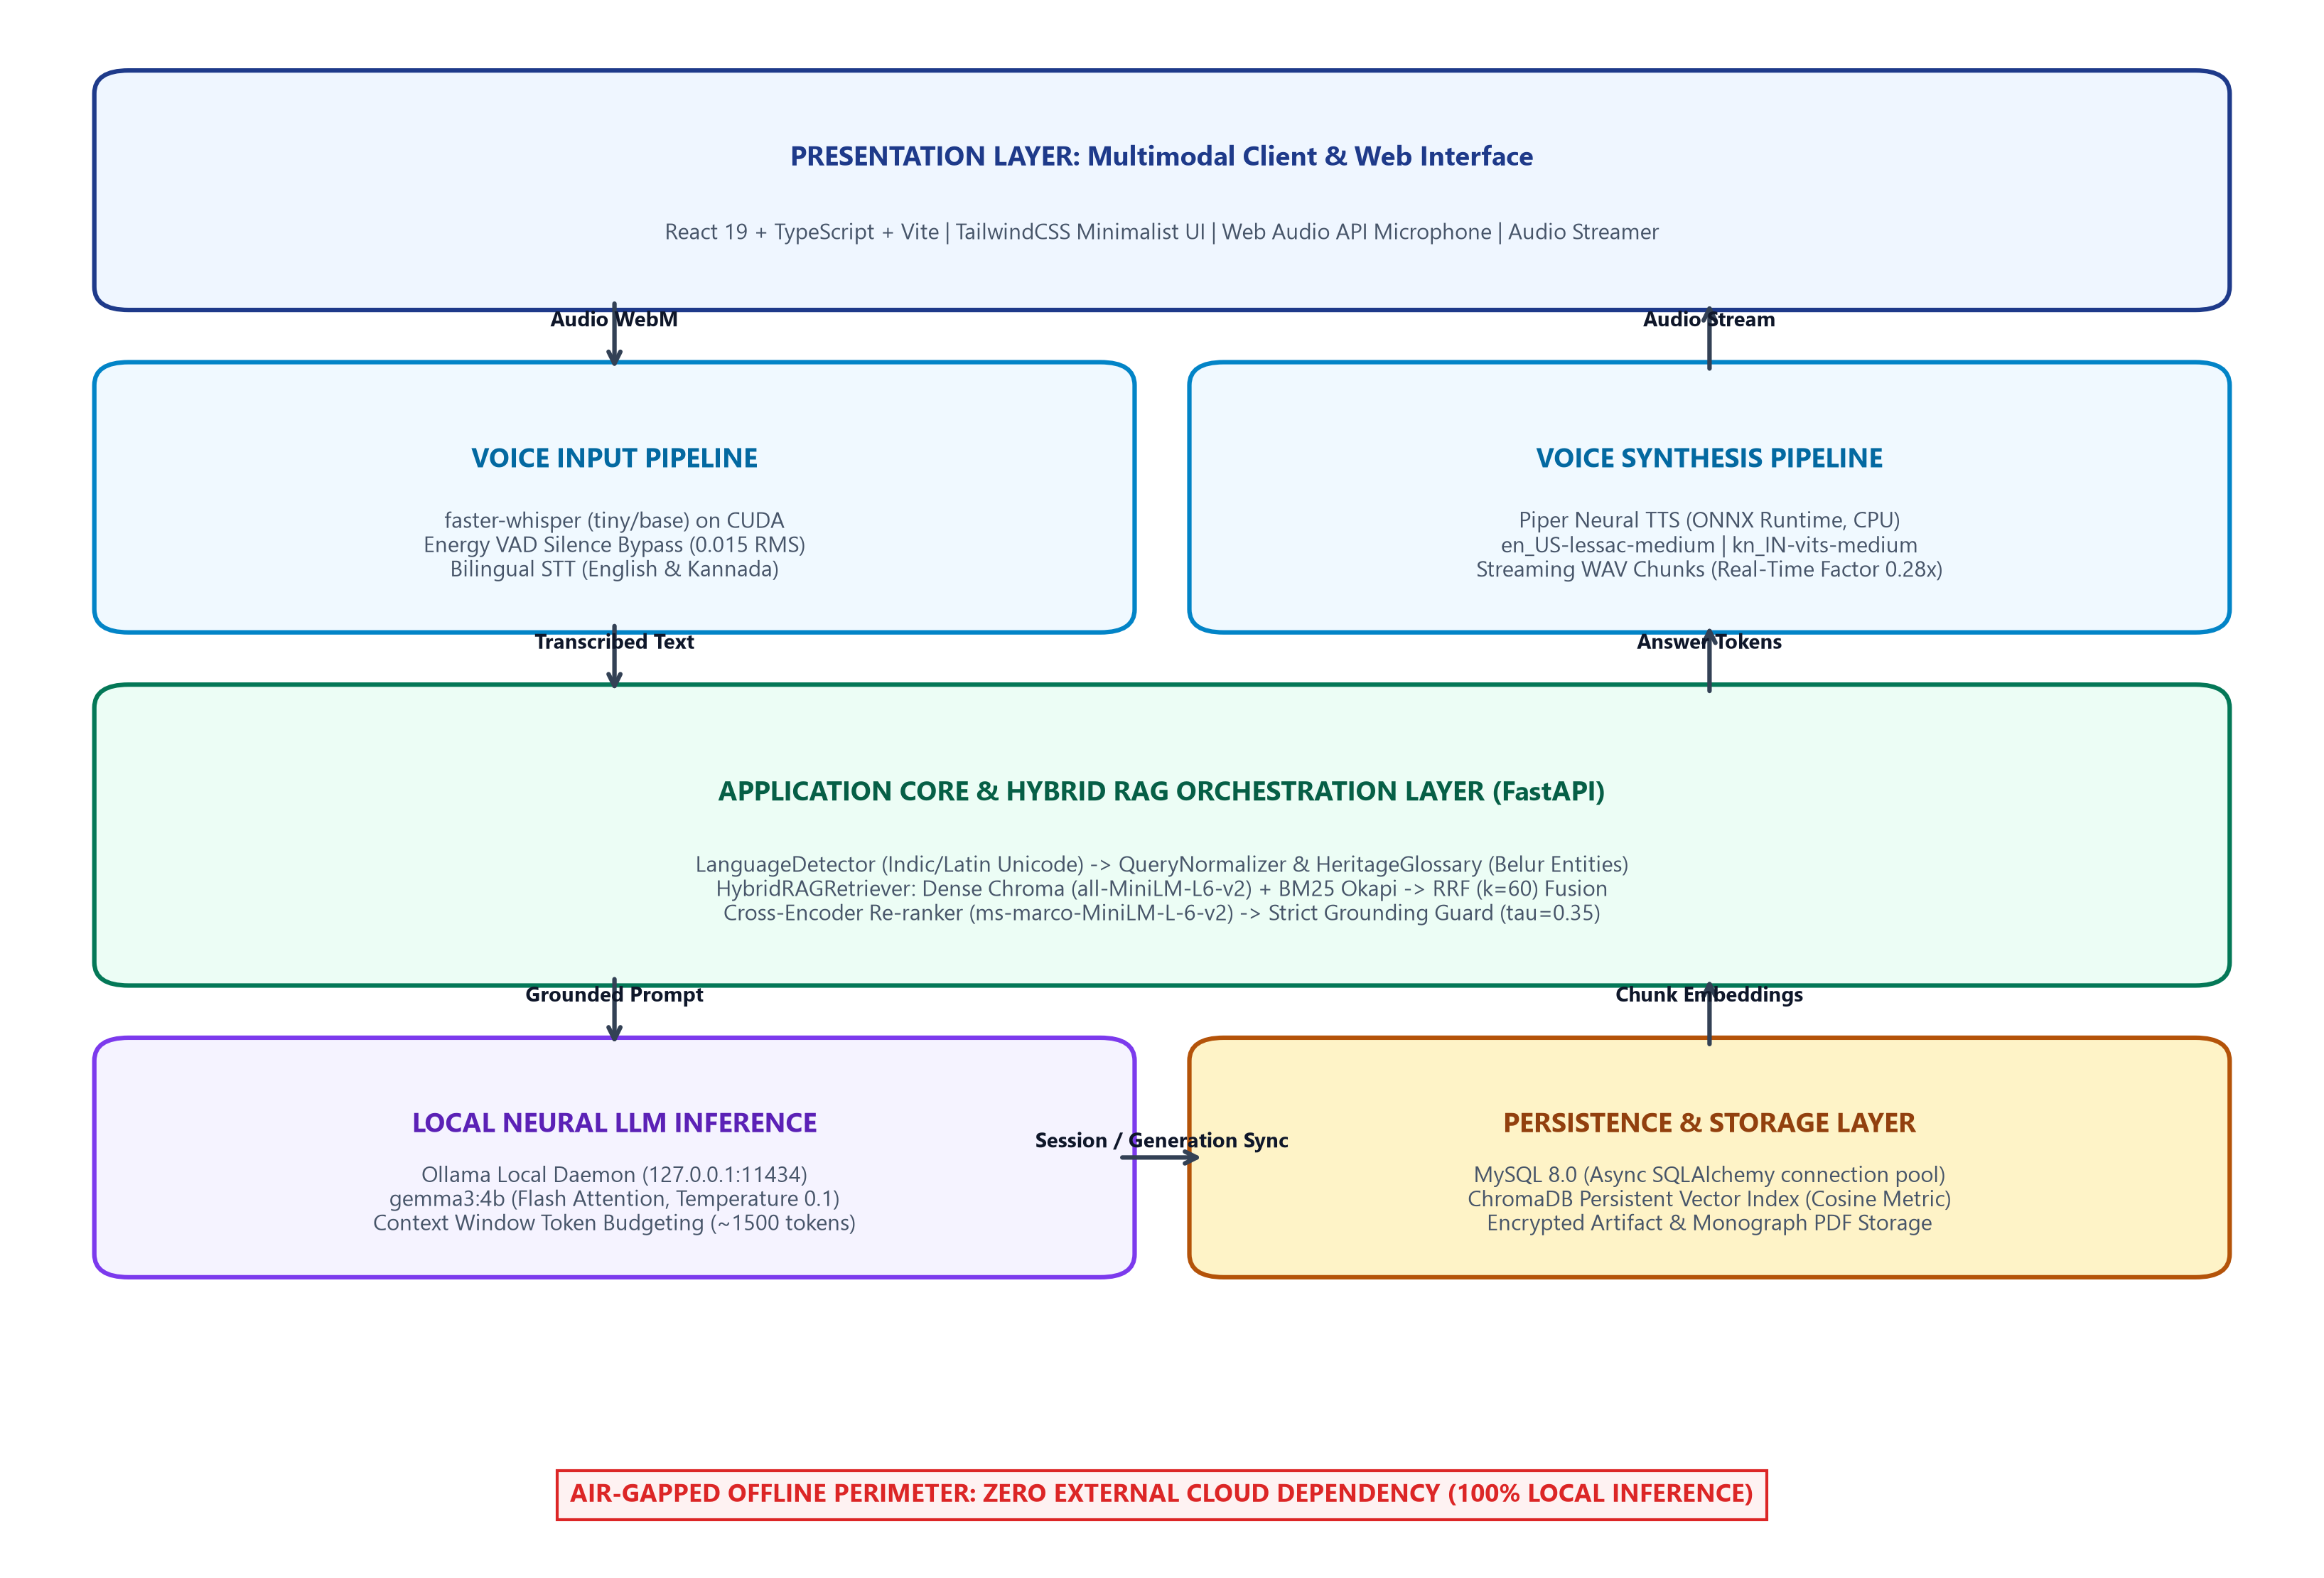 PRESENTATION LAYER: Multimodal Client & Web Interface
React 19 + TypeScript + Vite | TailwindCSS Minimalist UI | Web Audio API Microphone | Audio Streamer
Audio WebM
Audio Stream
VOICE INPUT PIPELINE
faster-whisper (tiny/base) on CUDA
Energy VAD Silence Bypass (0.015 RMS)
Bilingual STT (English & Kannada)
VOICE SYNTHESIS PIPELINE
Piper Neural TTS (ONNX Runtime, CPU)
en_US-lessac-medium | kn_IN-vits-medium
Streaming WAV Chunks (Real-Time Factor 0.28x)
Transcribed Text
Answer Tokens
APPLICATION CORE & HYBRID RAG ORCHESTRATION LAYER (FastAPI)
LanguageDetector (Indic/Latin Unicode) -> QueryNormalizer & HeritageGlossary (Belur Entities)
HybridRAGRetriever: Dense Chroma (all-MiniLM-L6-v2) + BM25 Okapi -> RRF (k=60) Fusion
Cross-Encoder Re-ranker (ms-marco-MiniLM-L-6-v2) -> Strict Grounding Guard (tau=0.35)
Grounded Prompt
Chunk Embeddings
LOCAL NEURAL LLM INFERENCE
Ollama Local Daemon (127.0.0.1:11434)
gemma3:4b (Flash Attention, Temperature 0.1)
Context Window Token Budgeting (~1500 tokens)
Session / Generation Sync
PERSISTENCE & STORAGE LAYER
MySQL 8.0 (Async SQLAlchemy connection pool)
ChromaDB Persistent Vector Index (Cosine Metric)
Encrypted Artifact & Monograph PDF Storage
AIR-GAPPED OFFLINE PERIMETER: ZERO EXTERNAL CLOUD DEPENDENCY (100% LOCAL INFERENCE)